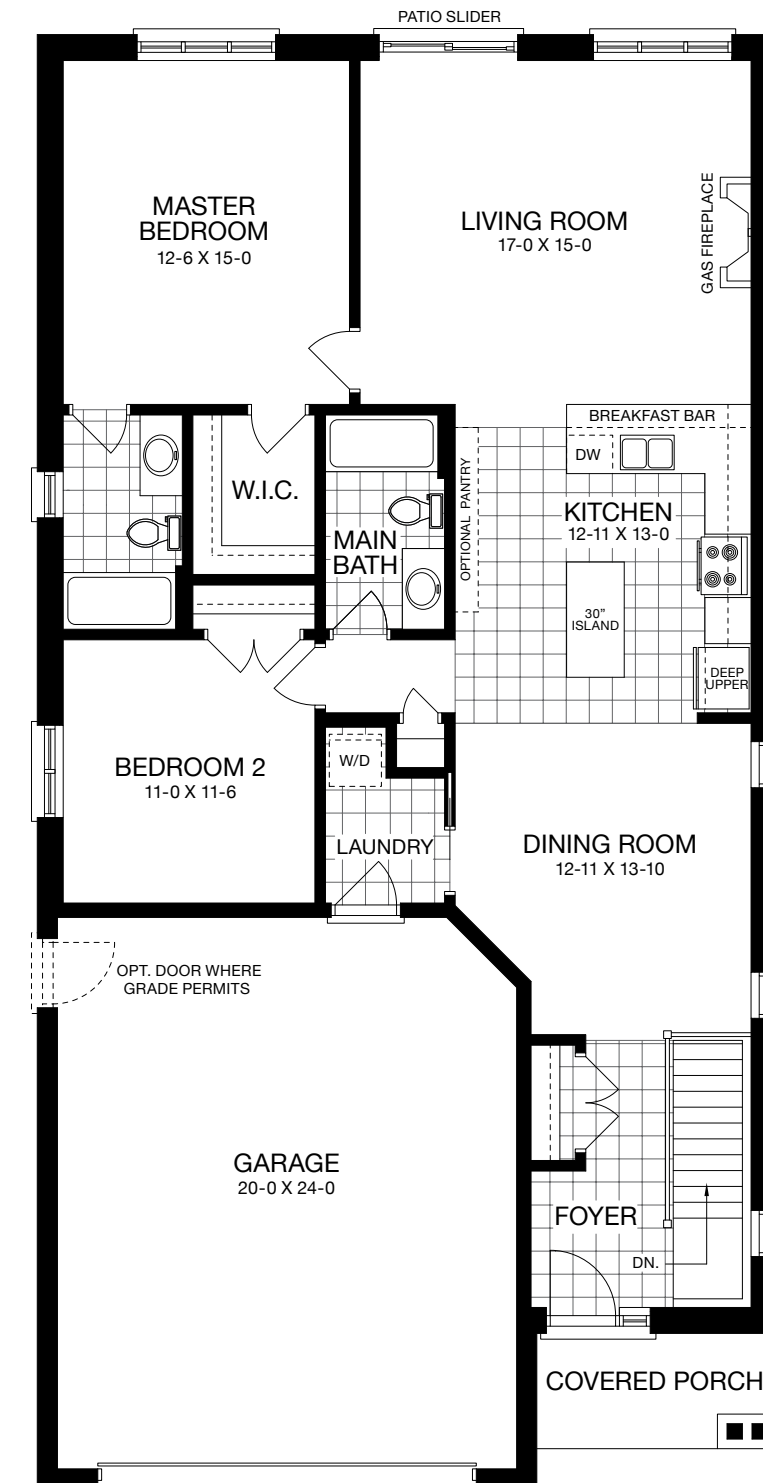 PATIO SLIDER
MASTER
BEDROOM
12-6 X 15-0
LIVING ROOM
17-0 X 15-0
GAS FIREPLACE
BREAKFAST BAR
DW
W.I.C.
OPTIONAL PANTRY
KITCHEN
12-11 X 13-0
MAIN
BATH
30"
ISLAND
DEEP
UPPER
BEDROOM 2
11-0 X 11-6
W/D
LAUNDRY
DINING ROOM
12-11 X 13-10
OPT. DOOR WHERE
GRADE PERMITS
GARAGE
20-0 X 24-0
FOYER
DN.
COVERED PORCH